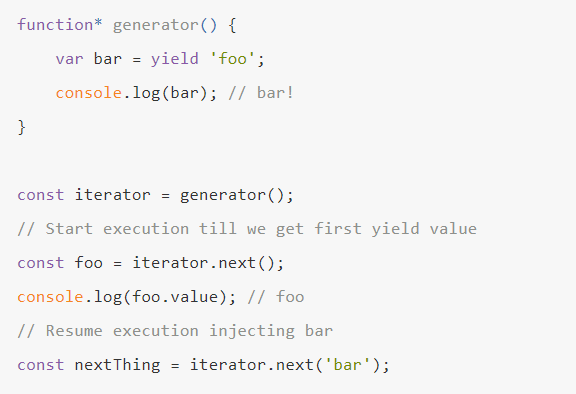 function* generator() {
    var bar = yield 'foo';
    console.log(bar); // bar!
}

const iterator = generator();
// Start execution till we get first yield value
const foo = iterator.next();
console.log(foo.value); // foo
// Resume execution injecting bar
const nextThing = iterator.next('bar');